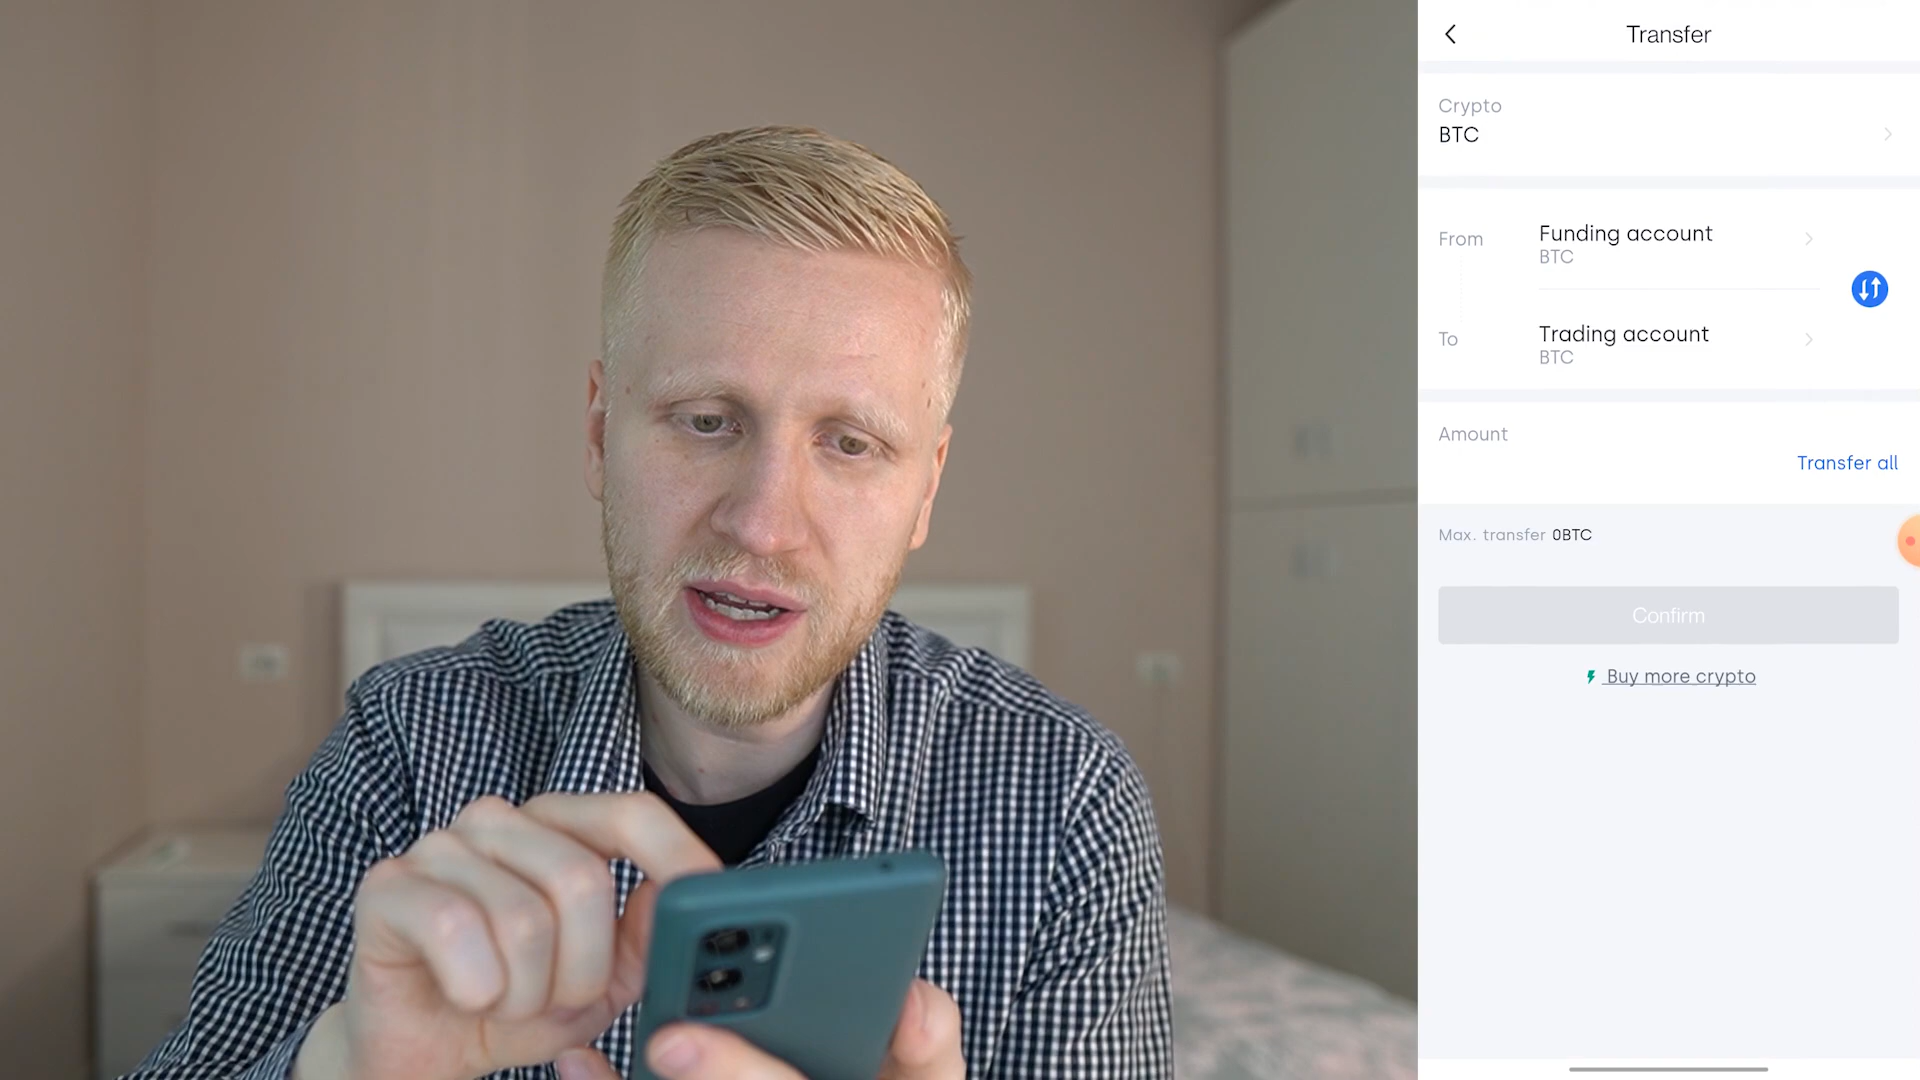 Transfer
Crypto
BTC
From
Funding account
BTC
To
Trading account
BTC
Amount
Transfer all
Max. transfer 0BTC
Confirm
Buy more crypto